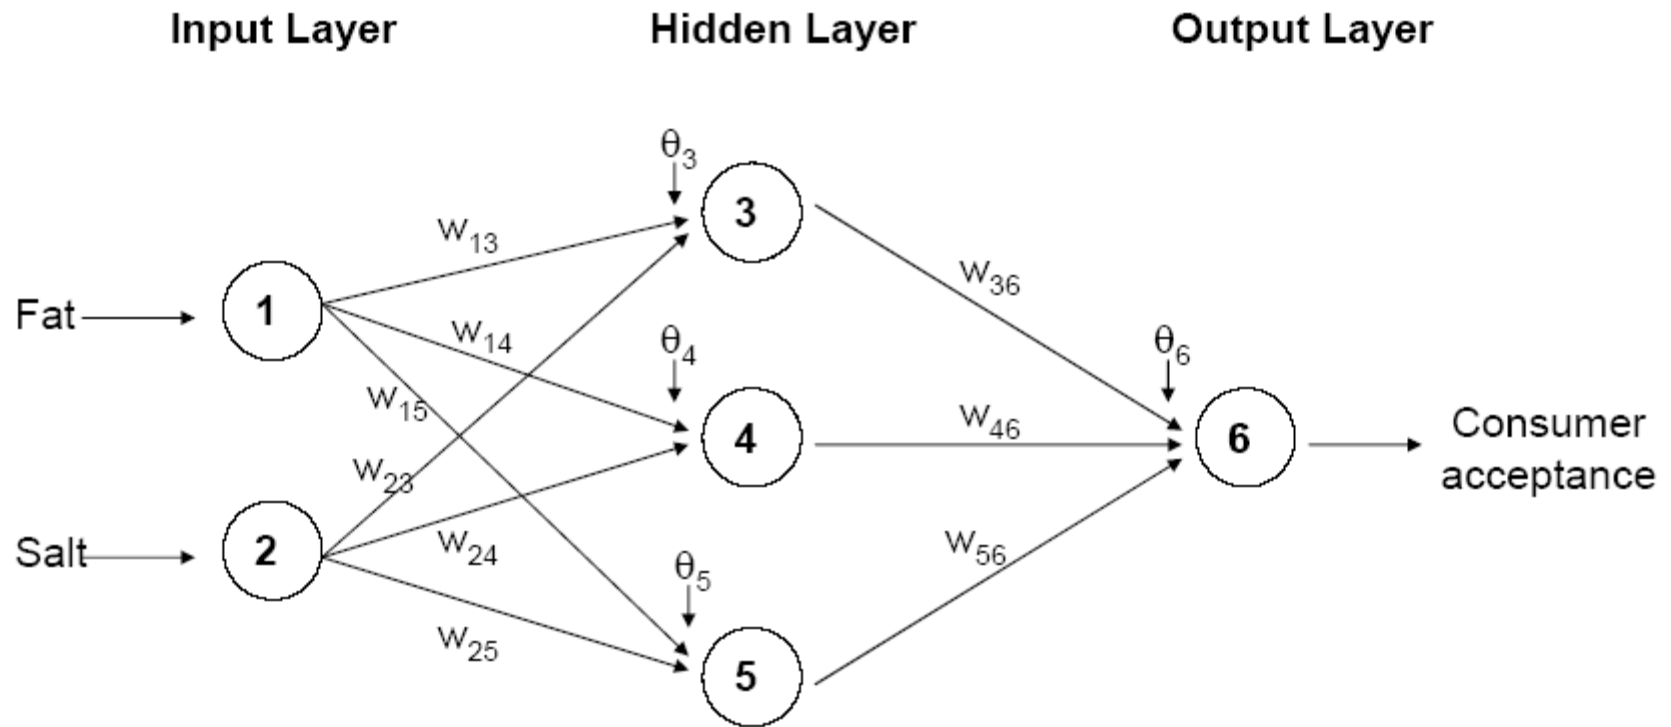 Input Layer
Hidden Layer
Output Layer
θ3
3
w13
w36
Fat
1
w14
θ4
θ6
w15
4
w46
6
Consumer
acceptance
w23
Salt
2
w24
w56
θ5
w25
5